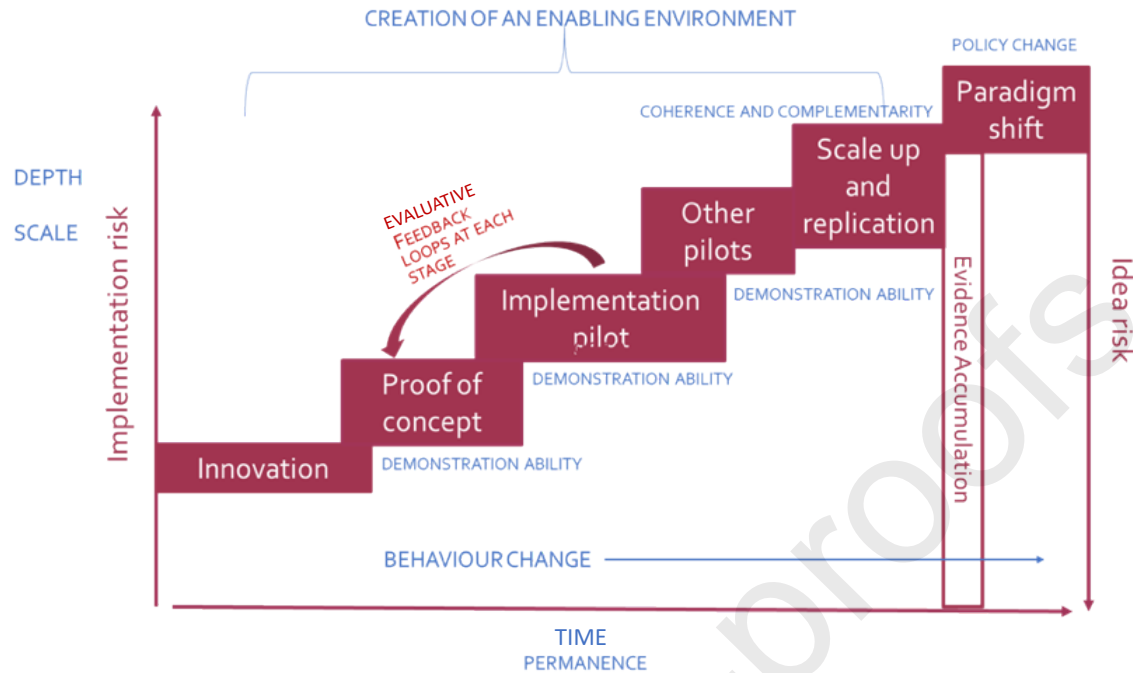 CREATION OF AN ENABLING ENVIRONMENT
POLICY CHANGE
Paradigm
shift
COHERENCE AND COMPLEMENTARITY
Scale up
and
replication
DEPTH
SCALE
Implementation risk
EVALUATIVE
FEEDBACK
LOOPS AT EACH
STAGE
Other
pilots
DEMONSTRATION ABILITY
Implementation
pilot
DEMONSTRATION ABILITY
Proof of
concept
DEMONSTRATION ABILITY
Innovation
Evidence Accumulation
Idea risk
BEHAVIOUR CHANGE
TIME
PERMANENCE
proofs